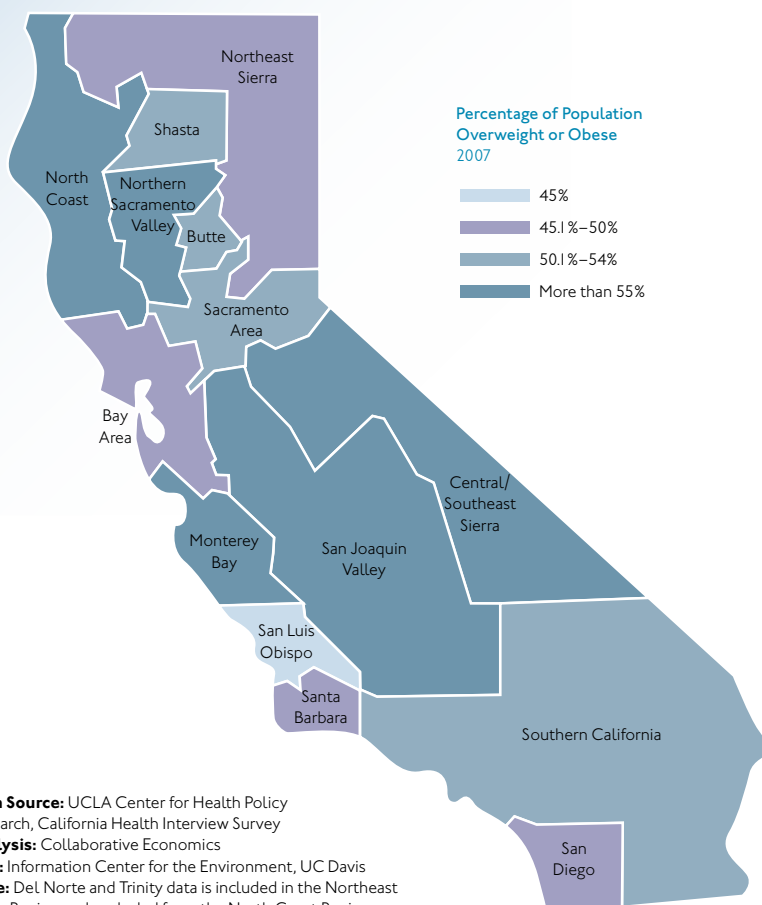 Northeast
Sierra
Percentage of Population
Overweight or Obese
2007
45%
45.1%–50%
50.1%–54%
More than 55%
Shasta
North
Coast
Northern
Sacramento
Valley
Butte
Sacramento
Area
Bay
Area
Central/
Southeast
Sierra
Monterey
Bay
San Joaquin
Valley
San Luis
Obispo
Santa
Barbara
Southern California
San
Diego
Source: UCLA Center for Health Policy
arch, California Health Interview Survey
lysis: Collaborative Economics
: Information Center for the Environment, UC Davis
e: Del Norte and Trinity data is included in the Northeast